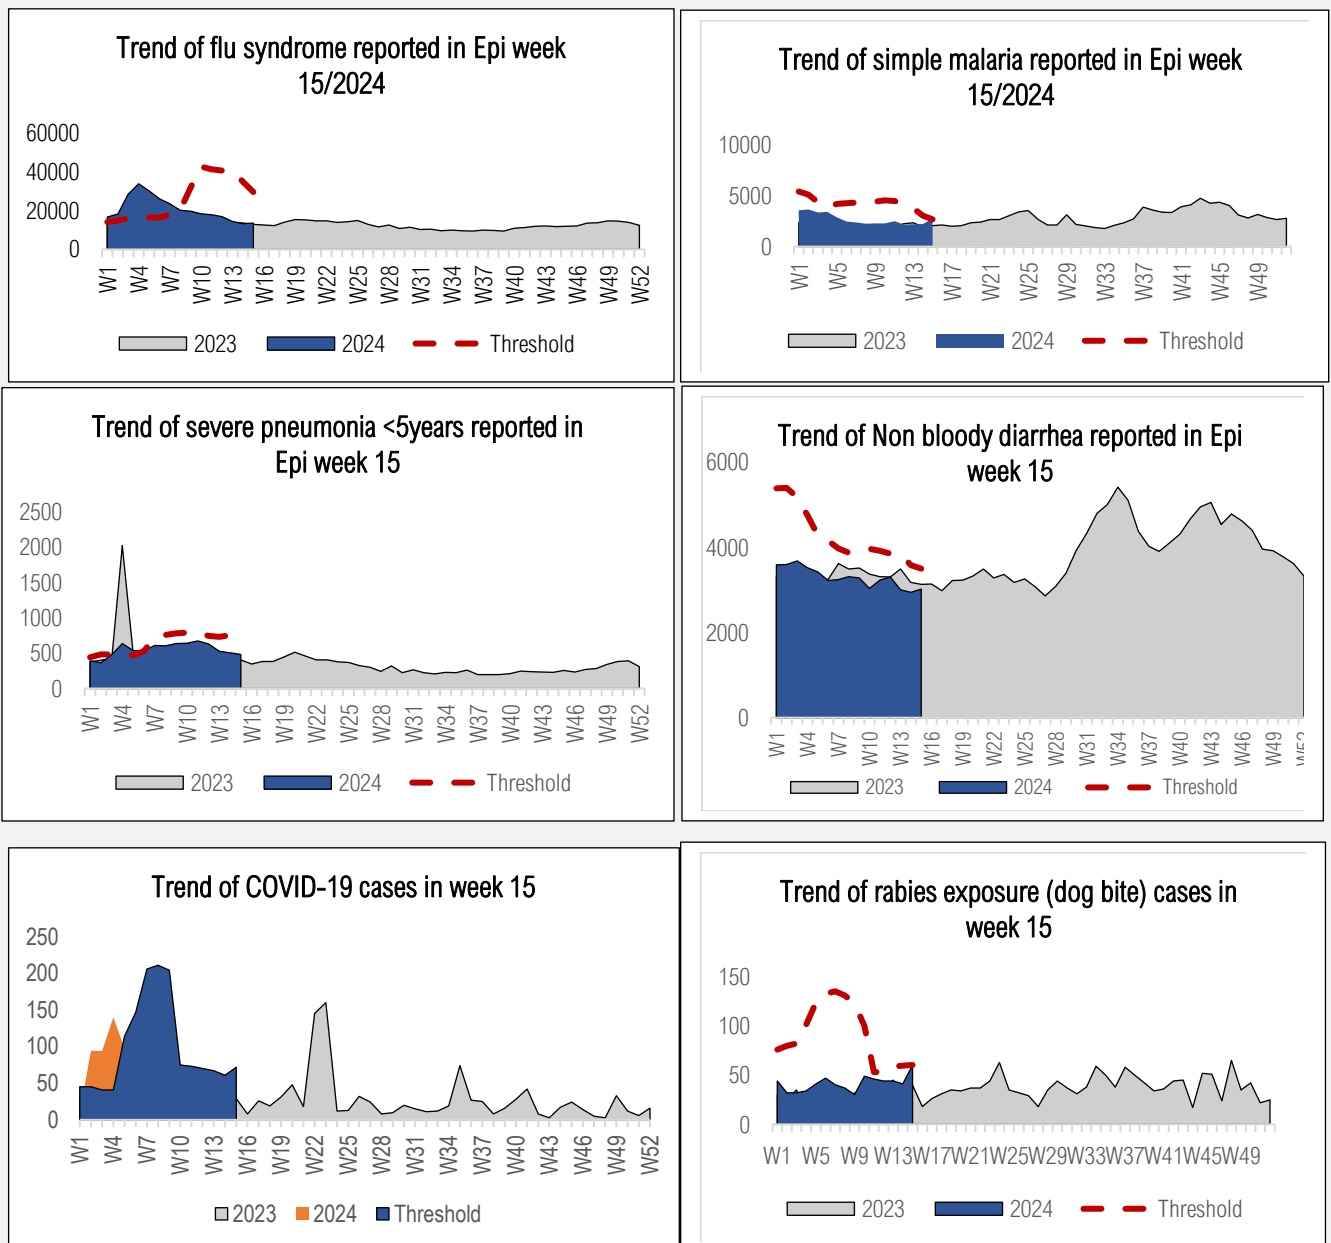 Trend of flu syndrome reported in Epi week
15/2024
60000
40000
20000
0
W1 W4 W7 W10 W13 W16 W19 W22 W25 W28 W31 W34 W37 W40 W43 W46 W49 W52
2023 2024 Threshold
Trend of simple malaria reported in Epi week
15/2024
10000
5000
0
W1 W5 W9 W13 W17 W21 W25 W29 W33 W37 W41 W45 W49
2023 2024 Threshold
Trend of severe pneumonia <5years reported in
Epi week 15
2500
2000
1500
1000
500
0
W1 W4 W7 W10 W13 W16 W19 W22 W25 W28 W31 W34 W37 W40 W43 W46 W49 W52
2023 2024 Threshold
Trend of Non bloody diarrhea reported in Epi
week 15
6000
4000
2000
0
W1 W4 W7 W10 W13 W16 W19 W22 W25 W28 W31 W34 W37 W40 W43 W46 W49 W52
2023 2024 Threshold
Trend of COVID-19 cases in week 15
250
200
150
100
50
0
W1 W4 W7 W10 W13 W16 W19 W22 W25 W28 W31 W34 W37 W40 W43 W46 W49 W52
2023 2024 Threshold
Trend of rabies exposure (dog bite) cases in
week 15
150
100
50
0
W1 W5 W9 W13W17W21W25W29W33W37W41W45W49
2023 2024 Threshold